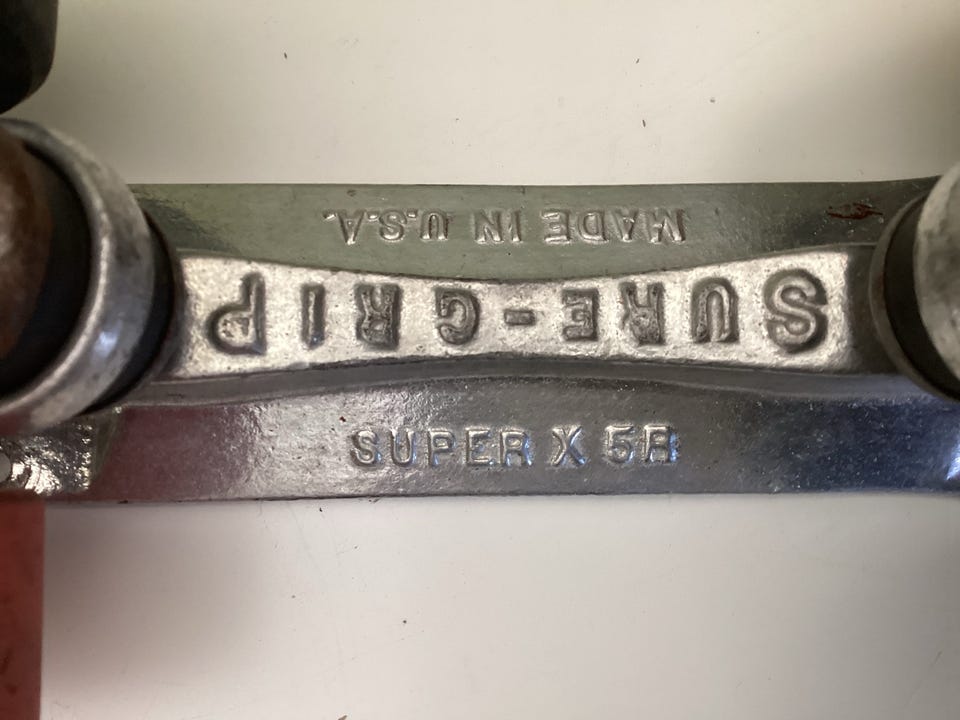 MADE IN U.S.A.
SURE-GRIP
SUPER X 5R